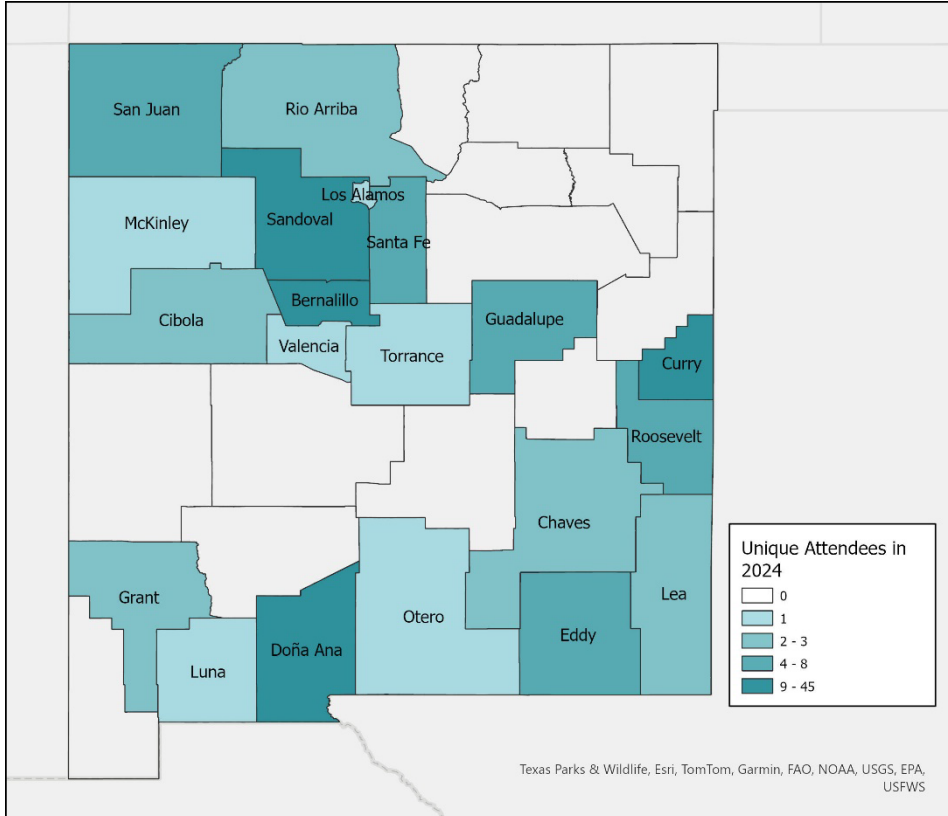 San Juan
Rio Arriba
Los Alamos
McKinley
Sandoval
Santa Fe
Bernalillo
Cibola
Guadalupe
Valencia
Torrance
Curry
Roosevelt
Chaves
Grant
Lea
Otero
Eddy
Doña Ana
Luna
Unique Attendees in
2024
0
1
2 - 3
4 - 8
9 - 45
Texas Parks & Wildlife, Esri, TomTom, Garmin, FAO, NOAA, USGS, EPA,
USFWS